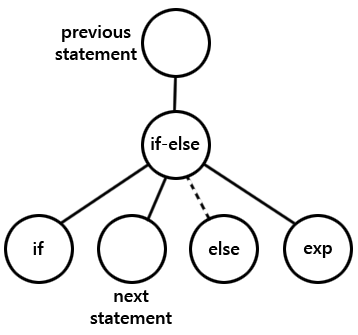 previous
statement
if-else
if
else
exp
next
statement